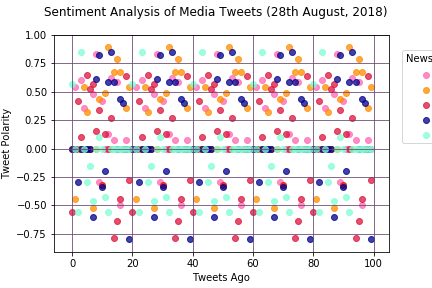 Sentiment Analysis of Media Tweets (28th August, 2018)
1.00
0.75
0.50
0.25
0.00
−0.25
−0.50
−0.75
Tweet Polarity
0 20 40 60 80 100
Tweets Ago
News